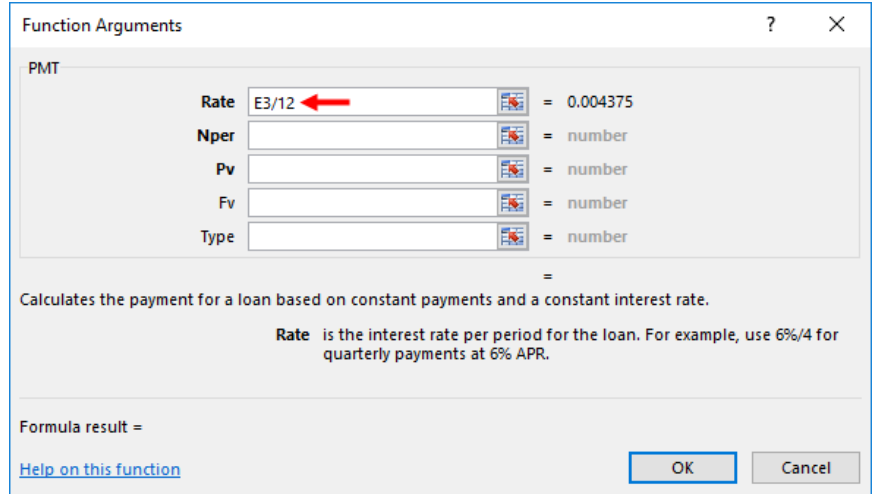 Function Arguments ? ×
PMT
Rate E3/12 = 0.004375
Nper = number
Pv = number
Fv = number
Type = number
=
Calculates the payment for a loan based on constant payments and a constant interest rate.
Rate is the interest rate per period for the loan. For example, use 6%/4 for
quarterly payments at 6% APR.
Formula result =
Help on this function OK Cancel